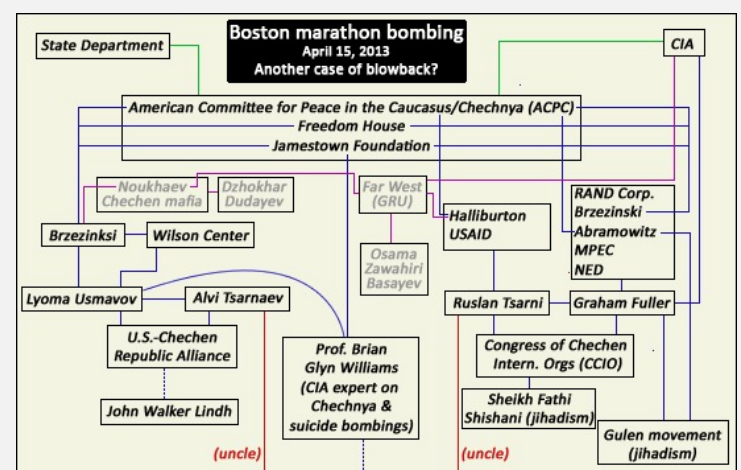 Boston marathon bombing
April 15, 2013
Another case of blowback?
State Department
CIA
American Committee for Peace in the Caucasus/Chechnya (ACPC)
Freedom House
Jamestown Foundation
Noukhaev
Chechen mafia
Dzhokhar
Dudayev
Far West
(GRU)
Halliburton
USAID
RAND Corp.
Brzezinski
Abramowitz
MPEC
NED
Brzezinksi
Wilson Center
Osama
Zawahiri
Basayev
Lyoma Usmavov
Alvi Tsarnaev
Ruslan Tsarni
Graham Fuller
U.S.-Chechen
Republic Alliance
Prof. Brian
Glyn Williams
(CIA expert on
Chechnya &
suicide bombings)
Congress of Chechen
Intern. Orgs (CCIO)
John Walker Lindh
Sheikh Fathi
Shishani (jihadism)
Gulen movement
(jihadism)
(uncle)
(uncle)